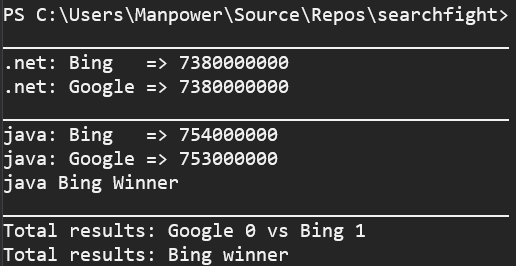 PS C:\Users\Manpower\Source\Repos\searchfight>
.net: Bing   => 7380000000
.net: Google => 7380000000
java: Bing   => 754000000
java: Google => 753000000
java Bing Winner
Total results: Google 0 vs Bing 1
Total results: Bing winner